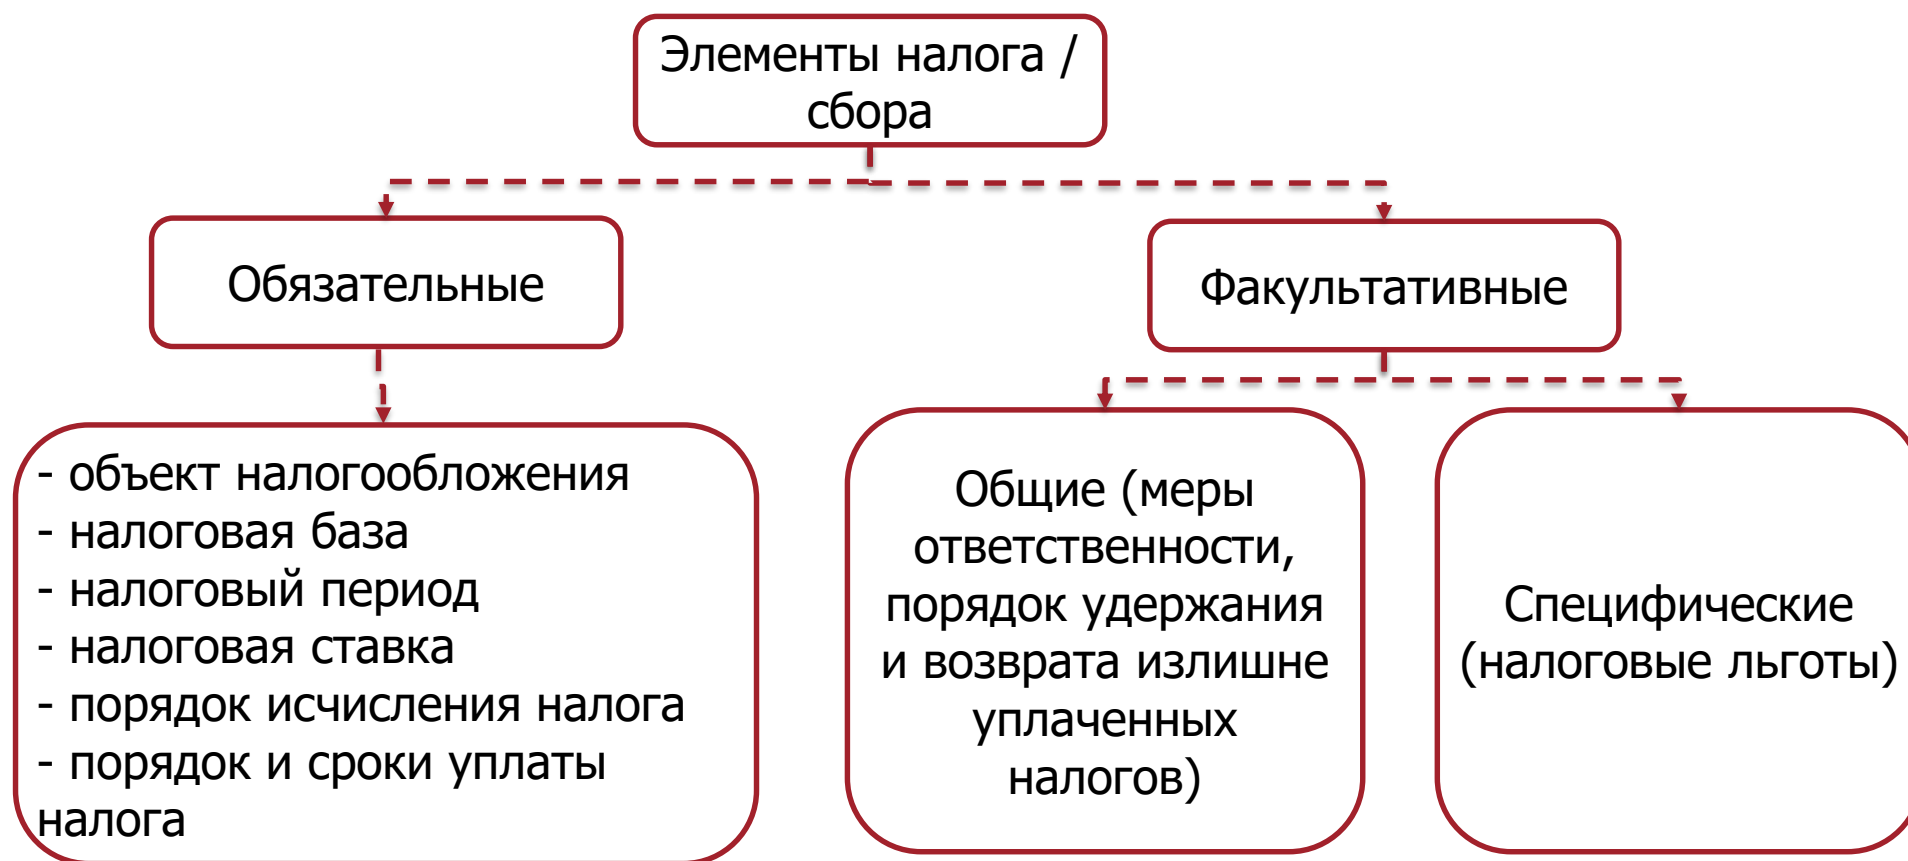 Элементы налога /
сбора
Обязательные
Факультативные
- объект налогообложения
- налоговая база
- налоговый период
- налоговая ставка
- порядок исчисления налога
- порядок и сроки уплаты
налога
Общие (меры
ответственности,
порядок удержания
и возврата излишне
уплаченных
налогов)
Специфические
(налоговые льготы)